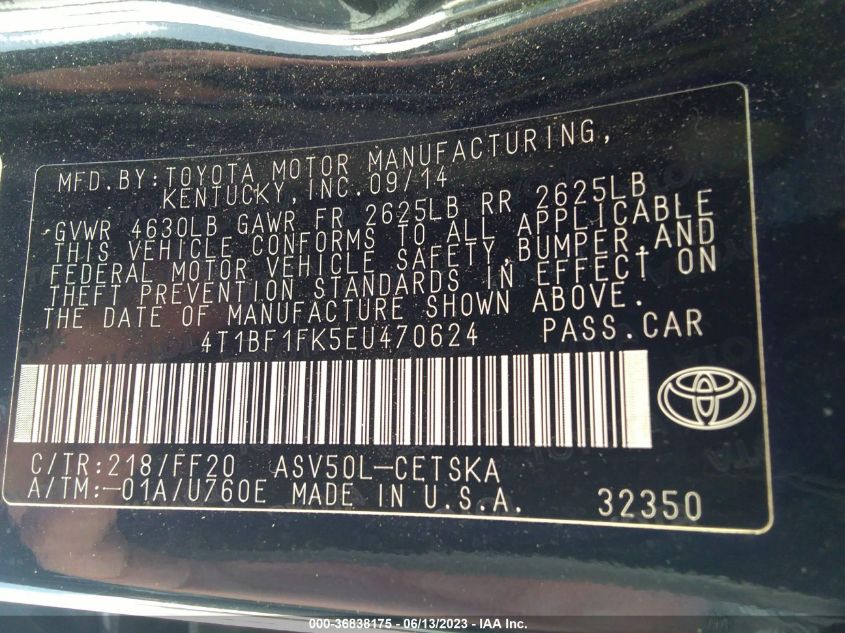 MFD.BY:TOYOTA MOTOR MANUFACTURING,
KENTUCKY,INC.09/14
GVWR 4630LB GAWR FR 2625LB RR 2625LB
THIS VEHICLE CONFORMS TO ALL APPLICABLE
FEDERAL MOTOR VEHICLE SAFETY,BUMPER,AND
THEFT PREVENTION STANDARDS IN EFFECT ON
THE DATE OF MANUFACTURE SHOWN ABOVE.
4T1BF1FK5EU470624 PASS.CAR
C/TR:218/FF20 ASV50L-CETSKA
A/TM:-01A/U760E MADE IN U.S.A. 32350
000-36838175 - 06/13/2023 - IAA Inc.